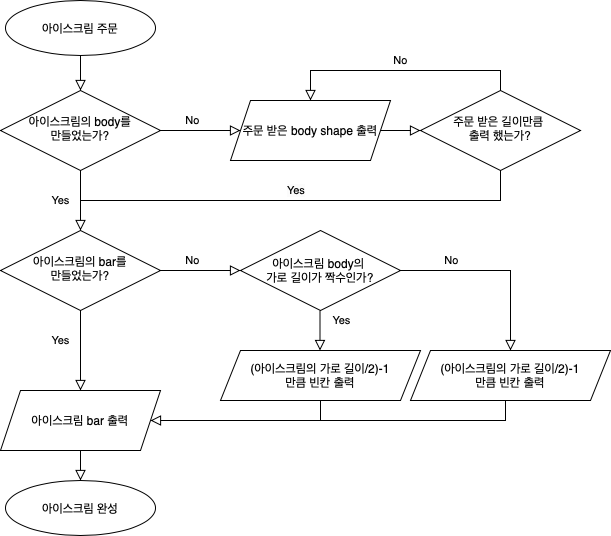 아이스크림 주문
No
아이스크림의 body를
만들었는가?
No
주문 받은 body shape 출력
주문 받은 길이만큼
출력 했는가?
Yes
Yes
아이스크림의 bar를
만들었는가?
No
아이스크림 body의
가로 길이가 짝수인가?
No
Yes
Yes
(아이스크림의 가로 길이/2)-1
만큼 빈칸 출력
(아이스크림의 가로 길이/2)-1
만큼 빈칸 출력
아이스크림 bar 출력
아이스크림 완성